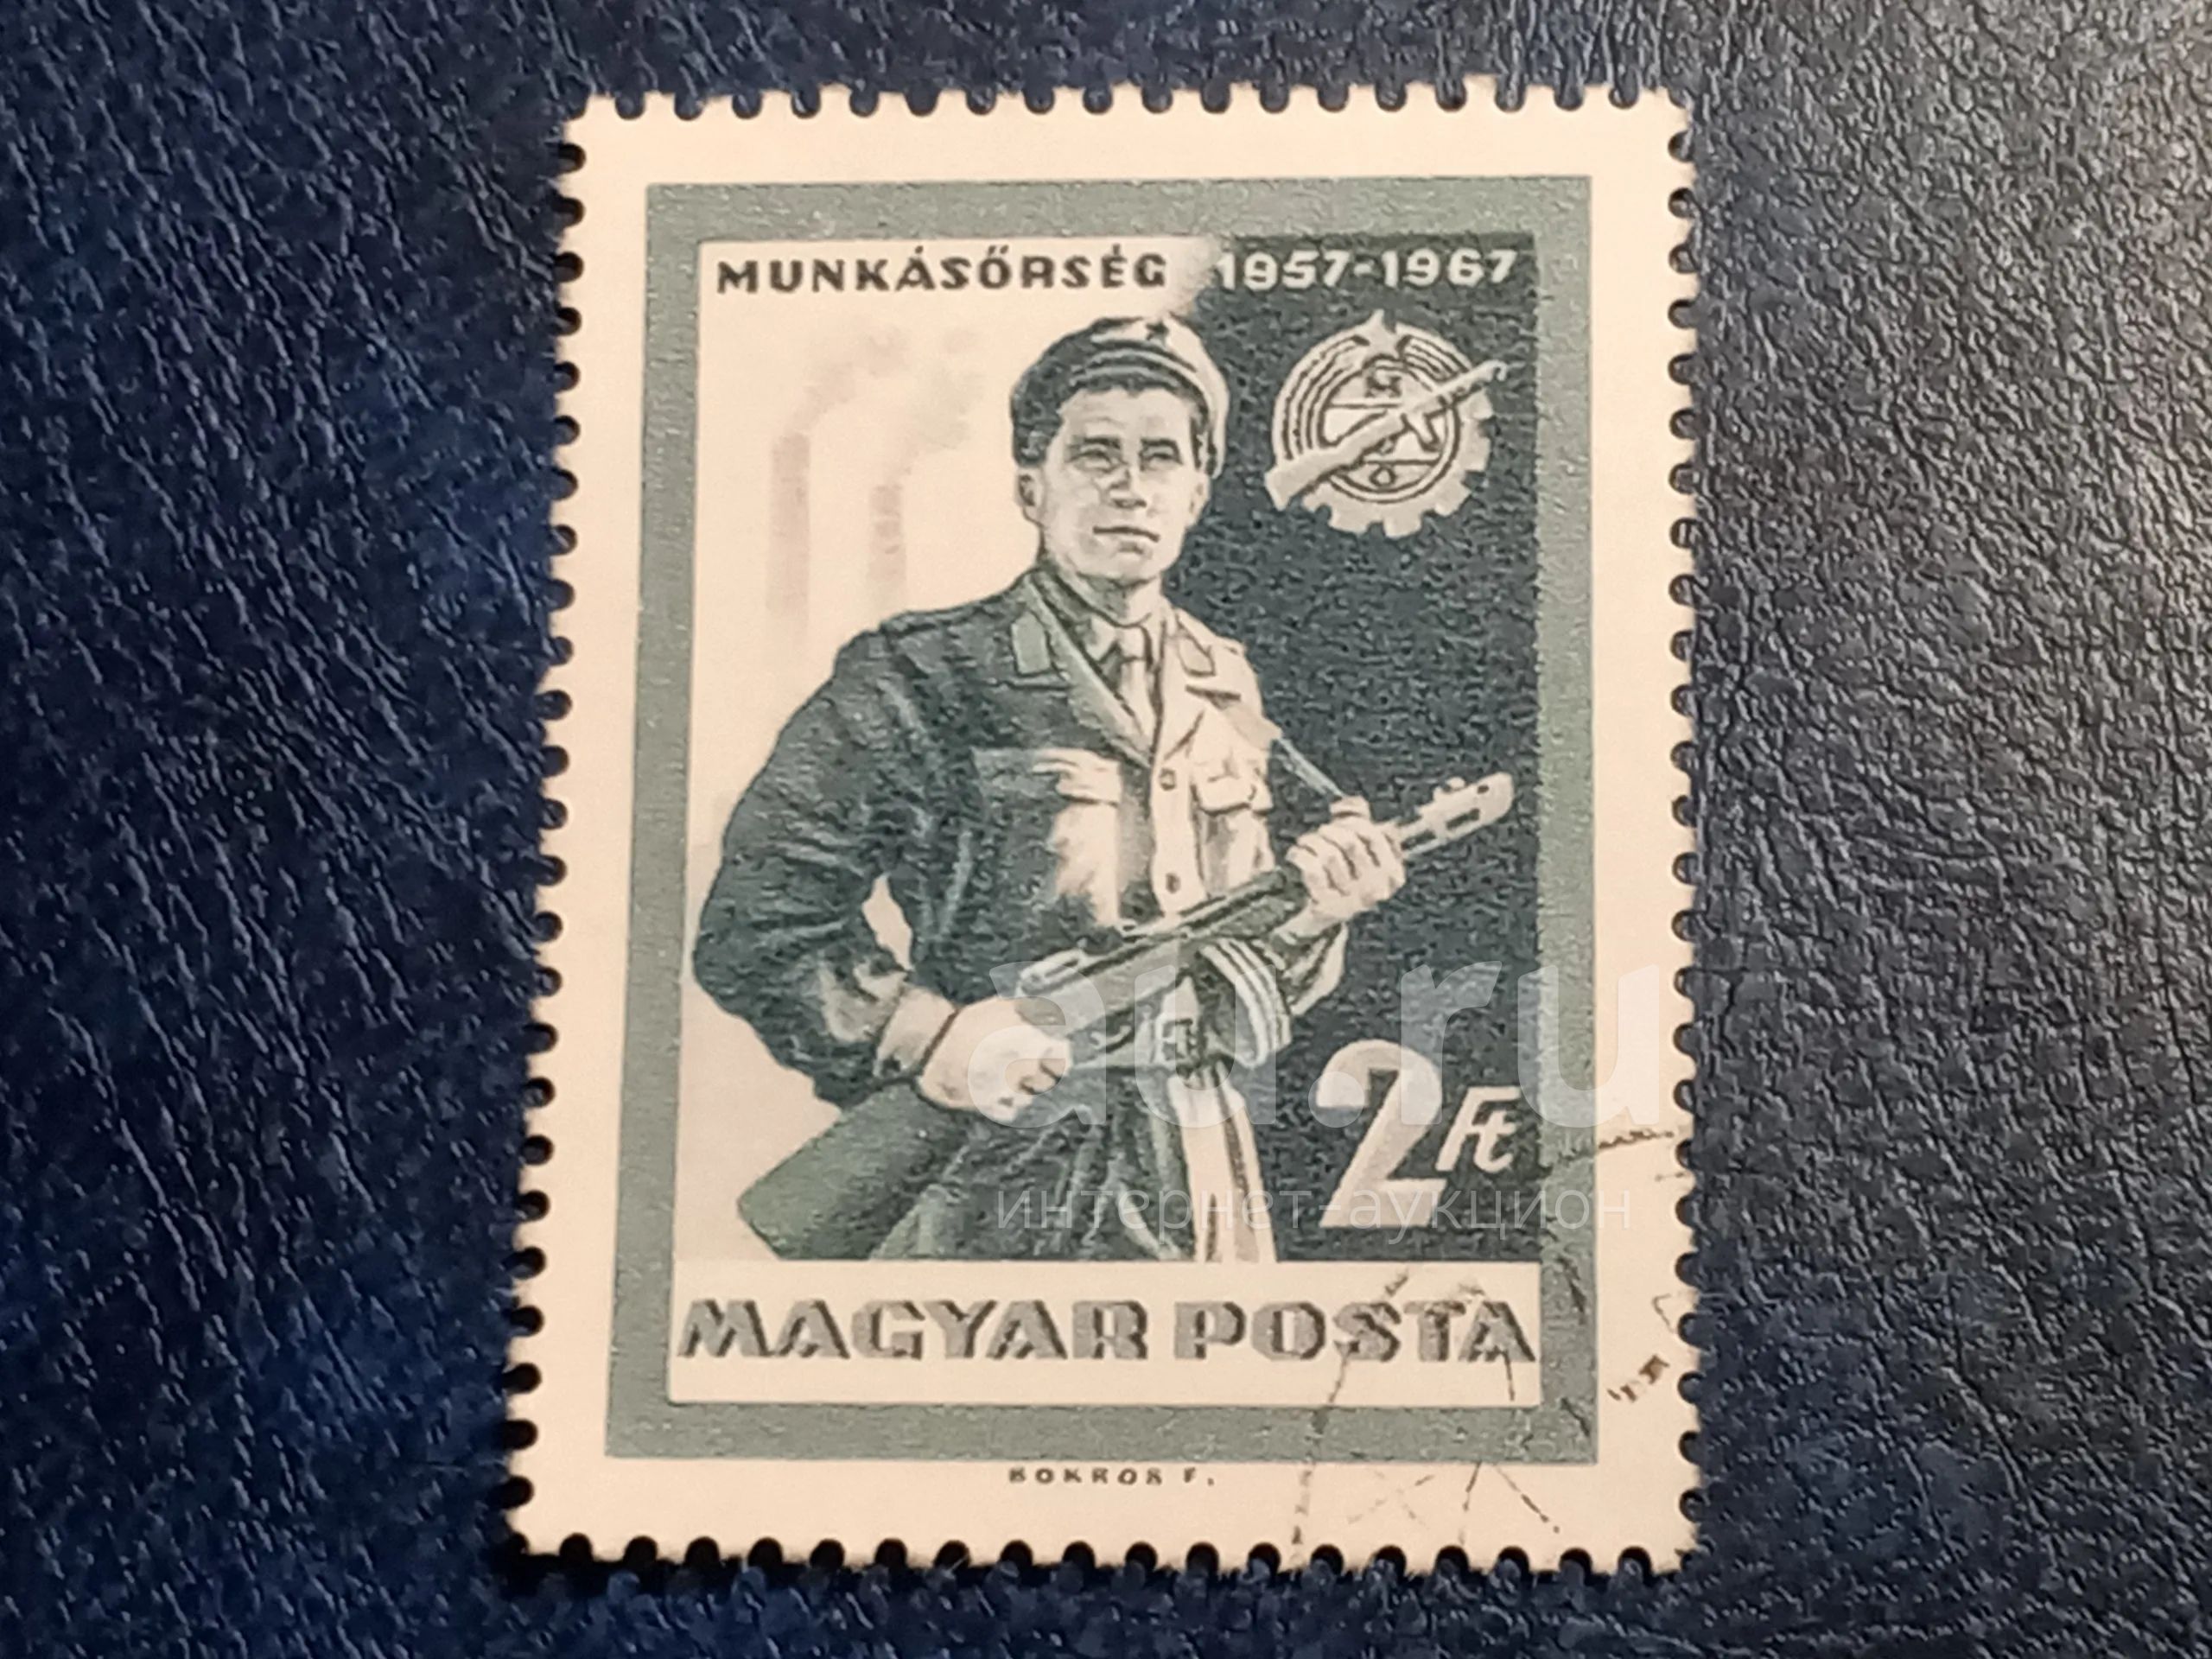 MUNKÁSŐRSÉG 1957-1967
2 Ft
MAGYAR POSTA
BOKROS F.
au.ru
интернет-аукцион